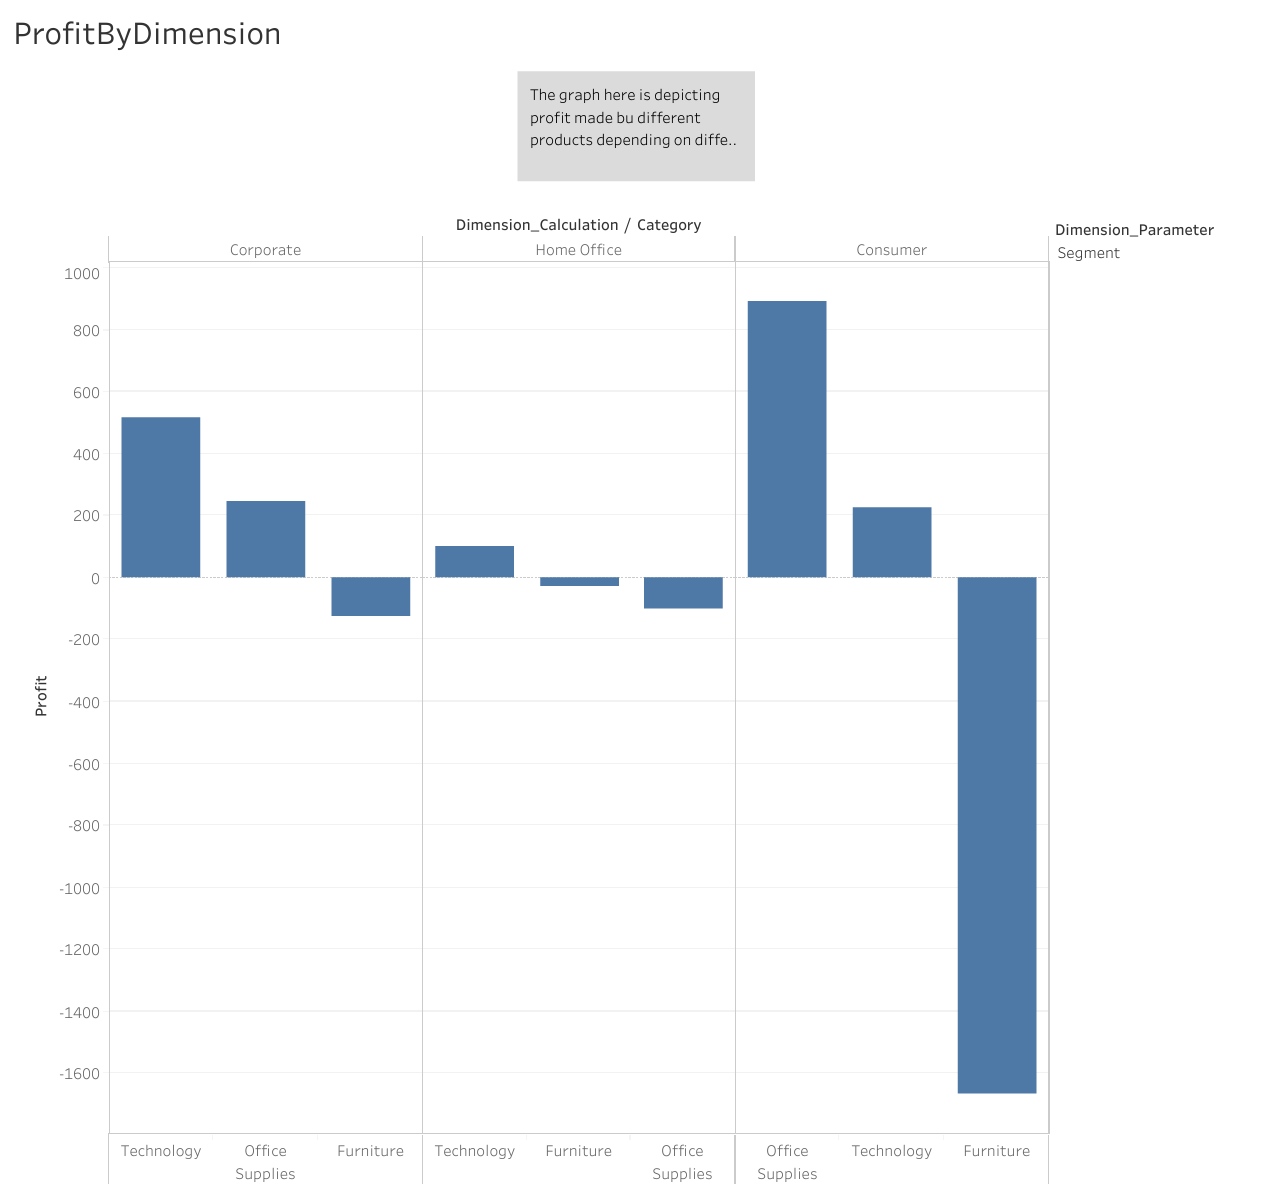 ProfitByDimension
The graph here is depicting
profit made bu different
products depending on diffe..
Dimension_Calculation / Category
Dimension_Parameter
Segment
Corporate
Home Office
Consumer
1000
800
600
400
200
0
-200
-400
-600
-800
-1000
-1200
-1400
-1600
Profit
Technology
Office
Supplies
Furniture
Technology
Furniture
Office
Supplies
Office
Supplies
Technology
Furniture